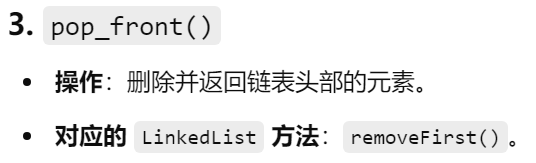 3. pop_front()
• 操作：删除并返回链表头部的元素。
• 对应的 LinkedList 方法：removeFirst()。